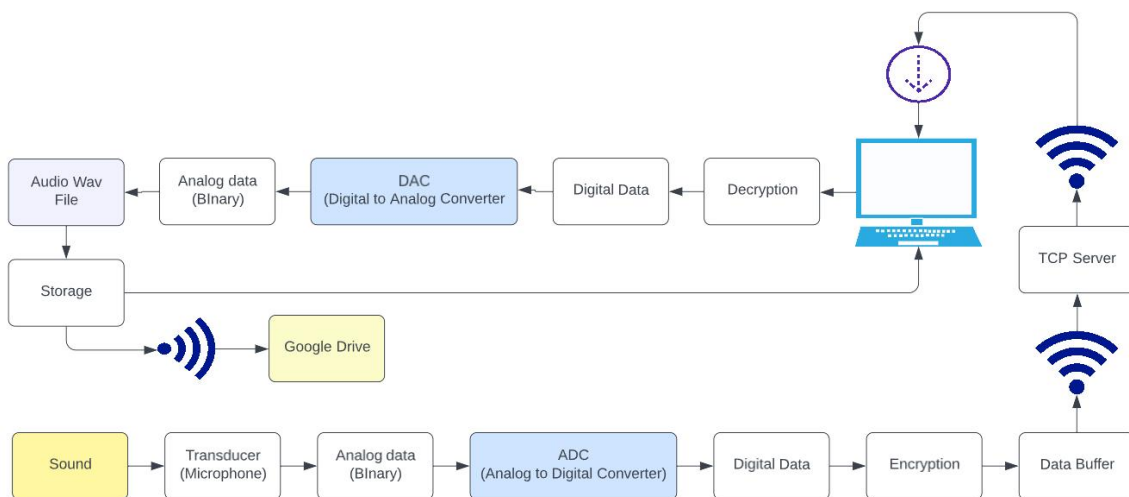 Audio Wav
File
Analog data
(BInary)
DAC
(Digital to Analog Converter
Digital Data
Decryption
TCP Server
Storage
Google Drive
Sound
Transducer
(Microphone)
Analog data
(BInary)
ADC
(Analog to Digital Converter)
Digital Data
Encryption
Data Buffer